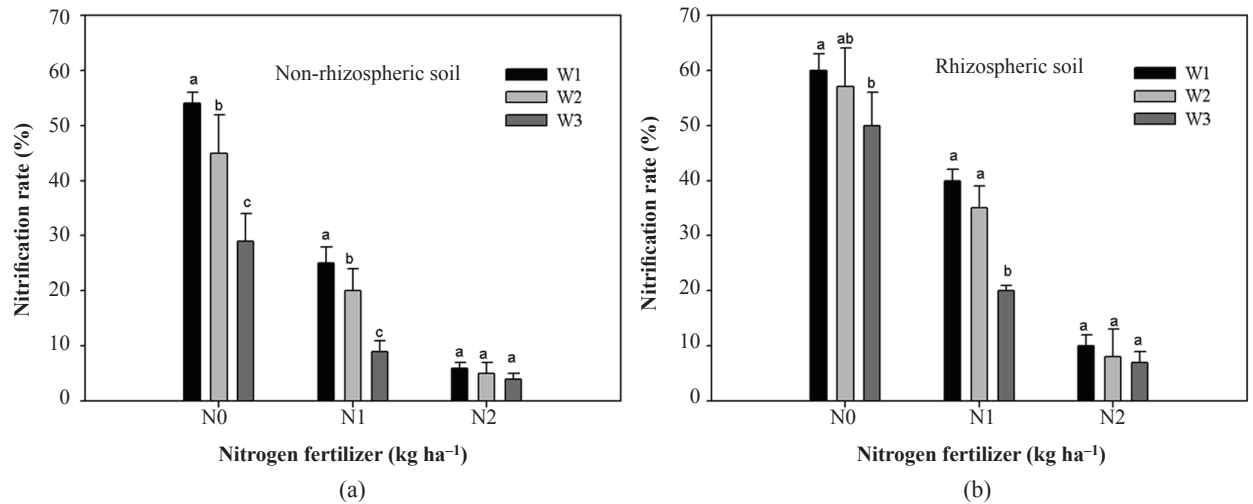 70
60
50
40
30
20
10
0
Nitrification rate (%)
Non-rhizospheric soil
W1
W2
W3
a
b
c
a
b
c
a
a
a
N0
N1
N2
Nitrogen fertilizer (kg ha⁻¹)
(a)
70
60
50
40
30
20
10
0
Nitrification rate (%)
Rhizospheric soil
W1
W2
W3
a
ab
b
a
a
b
a
a
a
N0
N1
N2
Nitrogen fertilizer (kg ha⁻¹)
(b)